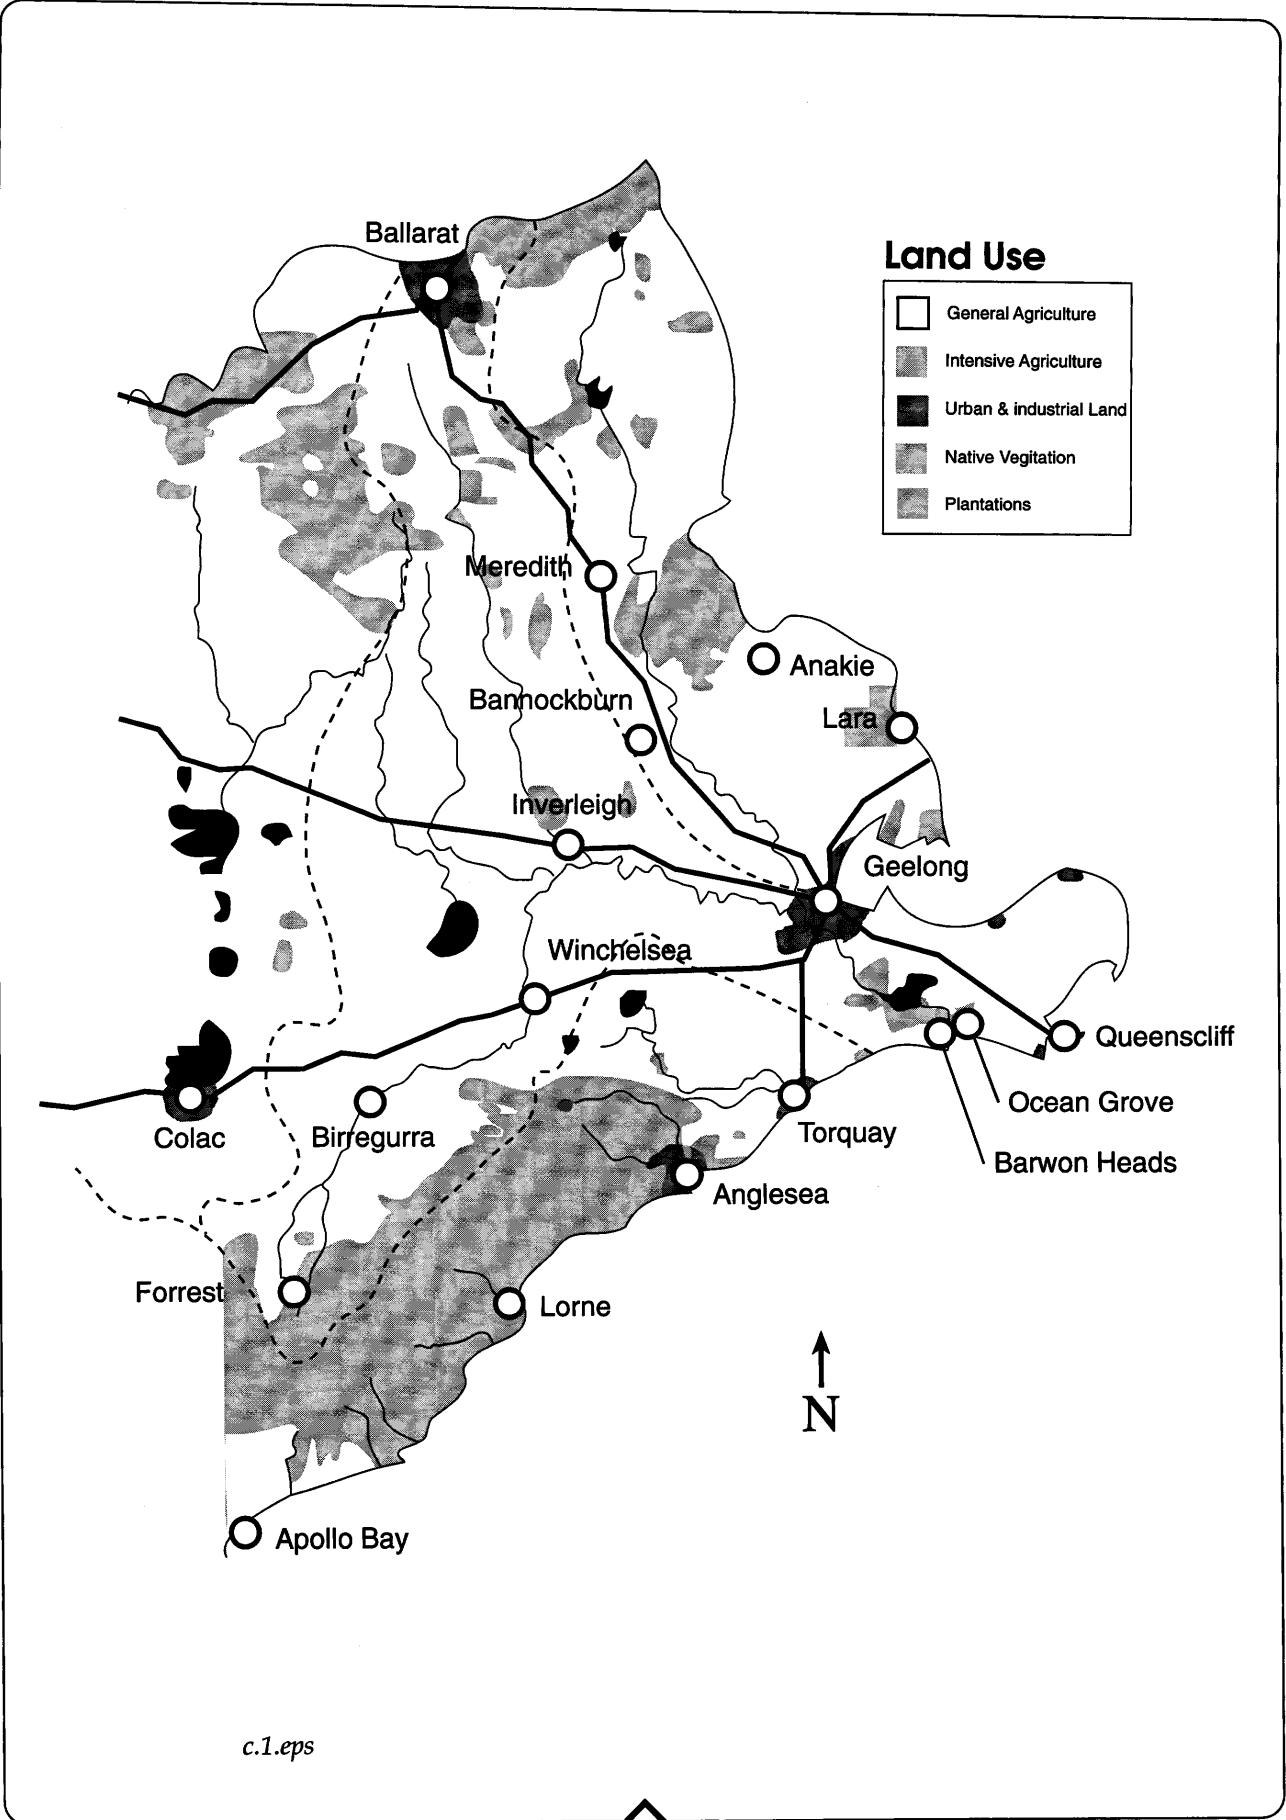 Ballarat
Land Use
General Agriculture
Intensive Agriculture
Urban & industrial Land
Native Vegitation
Plantations
Meredith
Anakie
Bannockburn
Lara
Inverleigh
Geelong
Winchelsea
Queenscliff
Ocean Grove
Colac
Birregurra
Torquay
Barwon Heads
Anglesea
Forrest
Lorne
N
Apollo Bay
c.1.eps